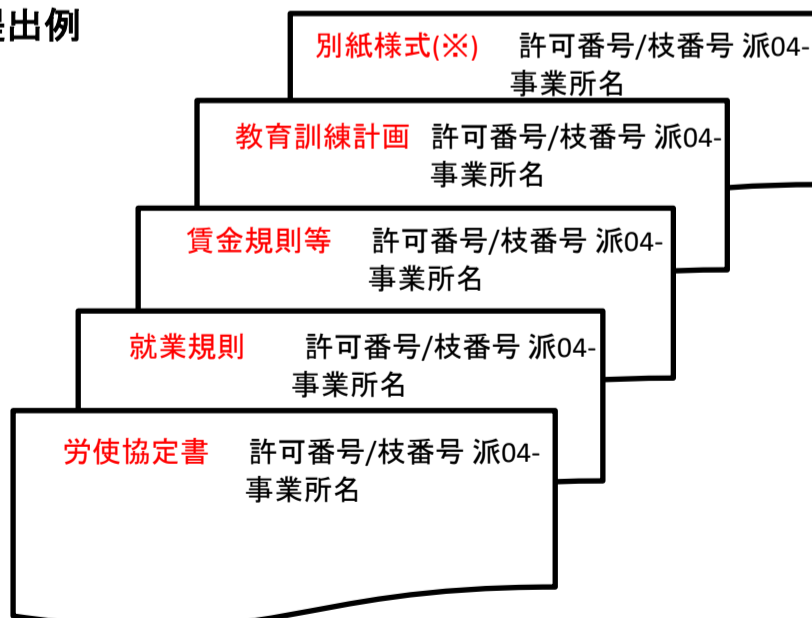 提出例
別紙様式(※) 許可番号/枝番号 派04-
事業所名
教育訓練計画 許可番号/枝番号 派04-
事業所名
賃金規則等 許可番号/枝番号 派04-
事業所名
就業規則 許可番号/枝番号 派04-
事業所名
労使協定書 許可番号/枝番号 派04-
事業所名